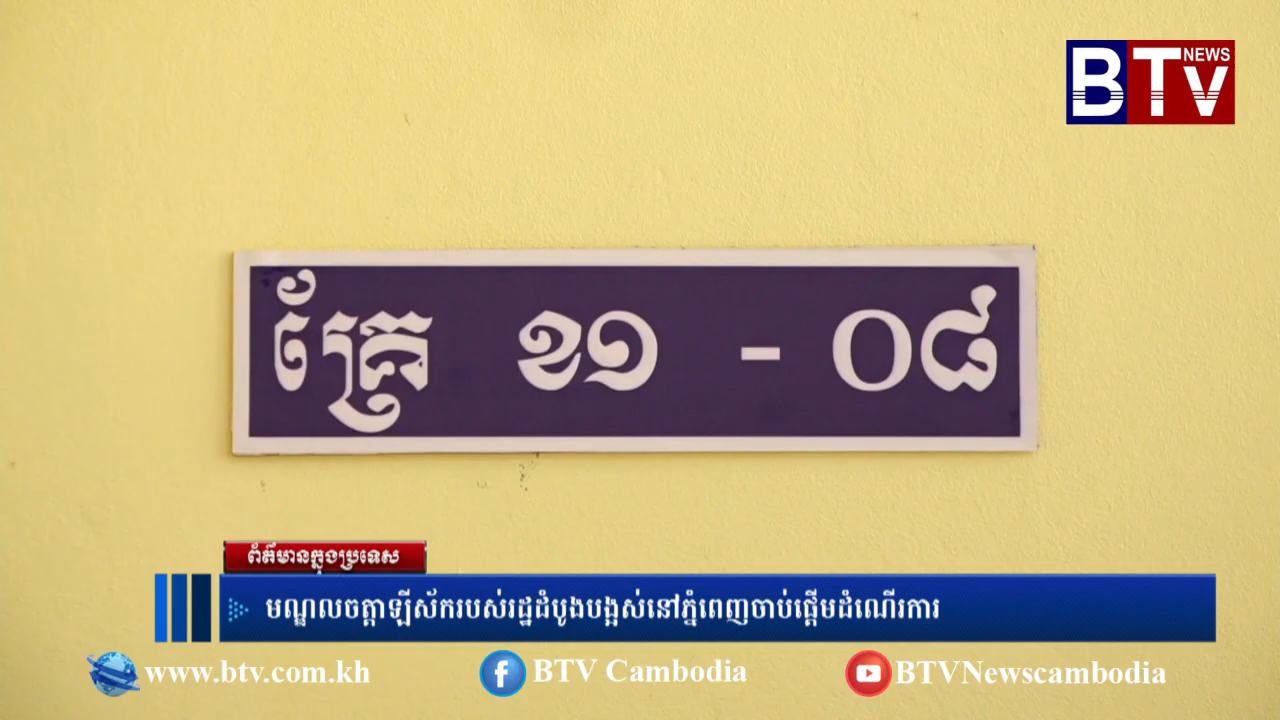 BTV NEWS
គ្រែ ខ១ - ០៨
ព័ត៌មានក្នុងប្រទេស
មណ្ឌលចត្តាឡីស័ករបស់រដ្ឋដំបូងបង្អស់នៅភ្នំពេញចាប់ផ្តើមដំណើរការ
www.btv.com.kh BTV Cambodia BTVNewscambodia